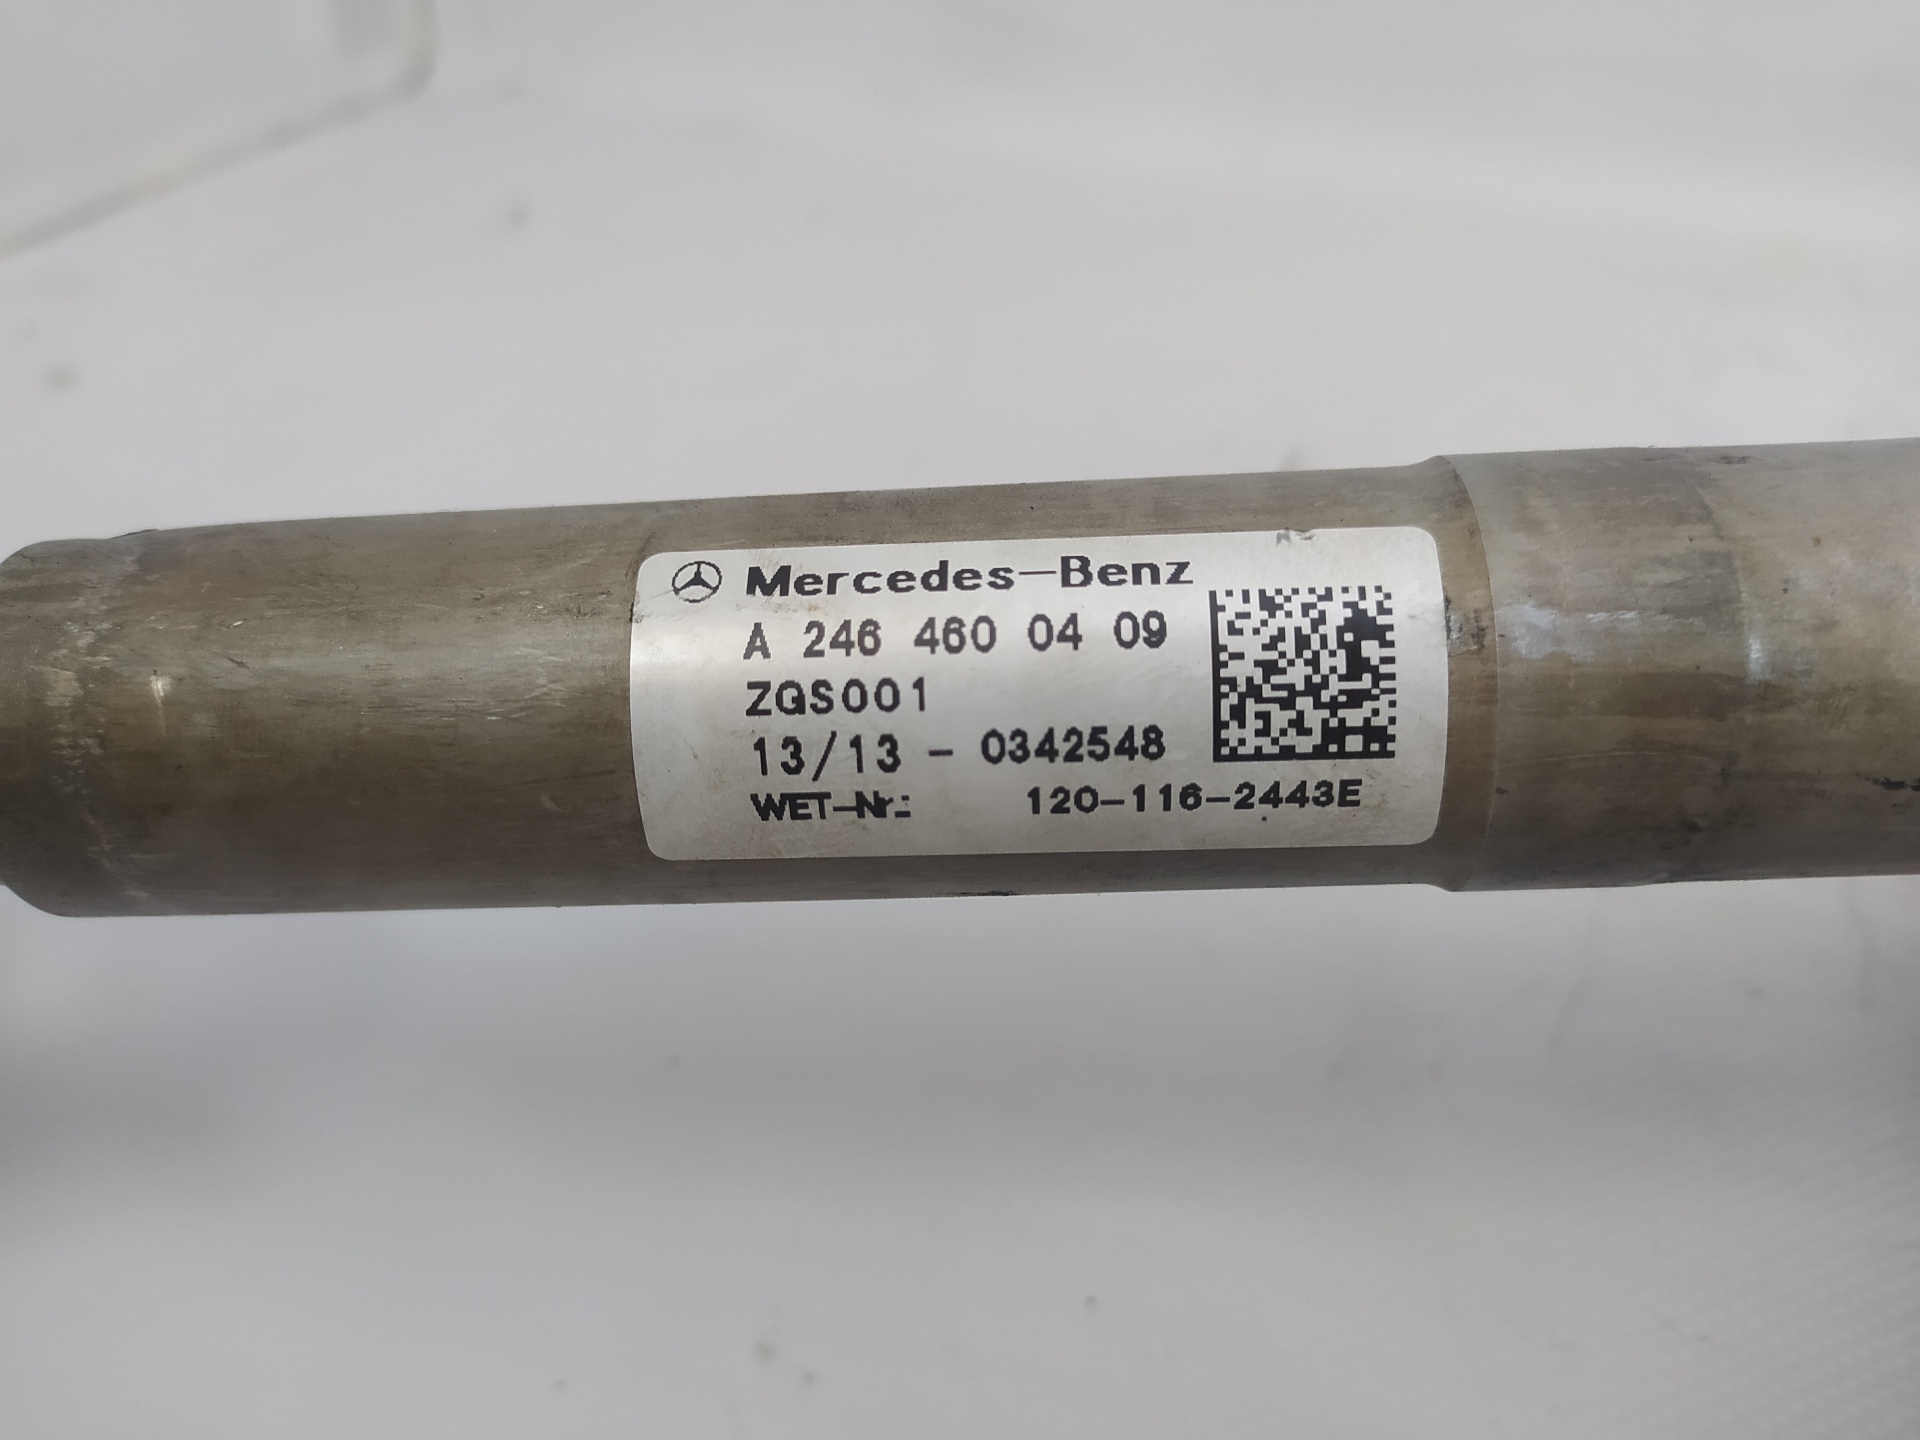 Mercedes-Benz
A 246 460 04 09
ZGS001
13/13 - 0342548
WET-Nr.: 120-116-2443E